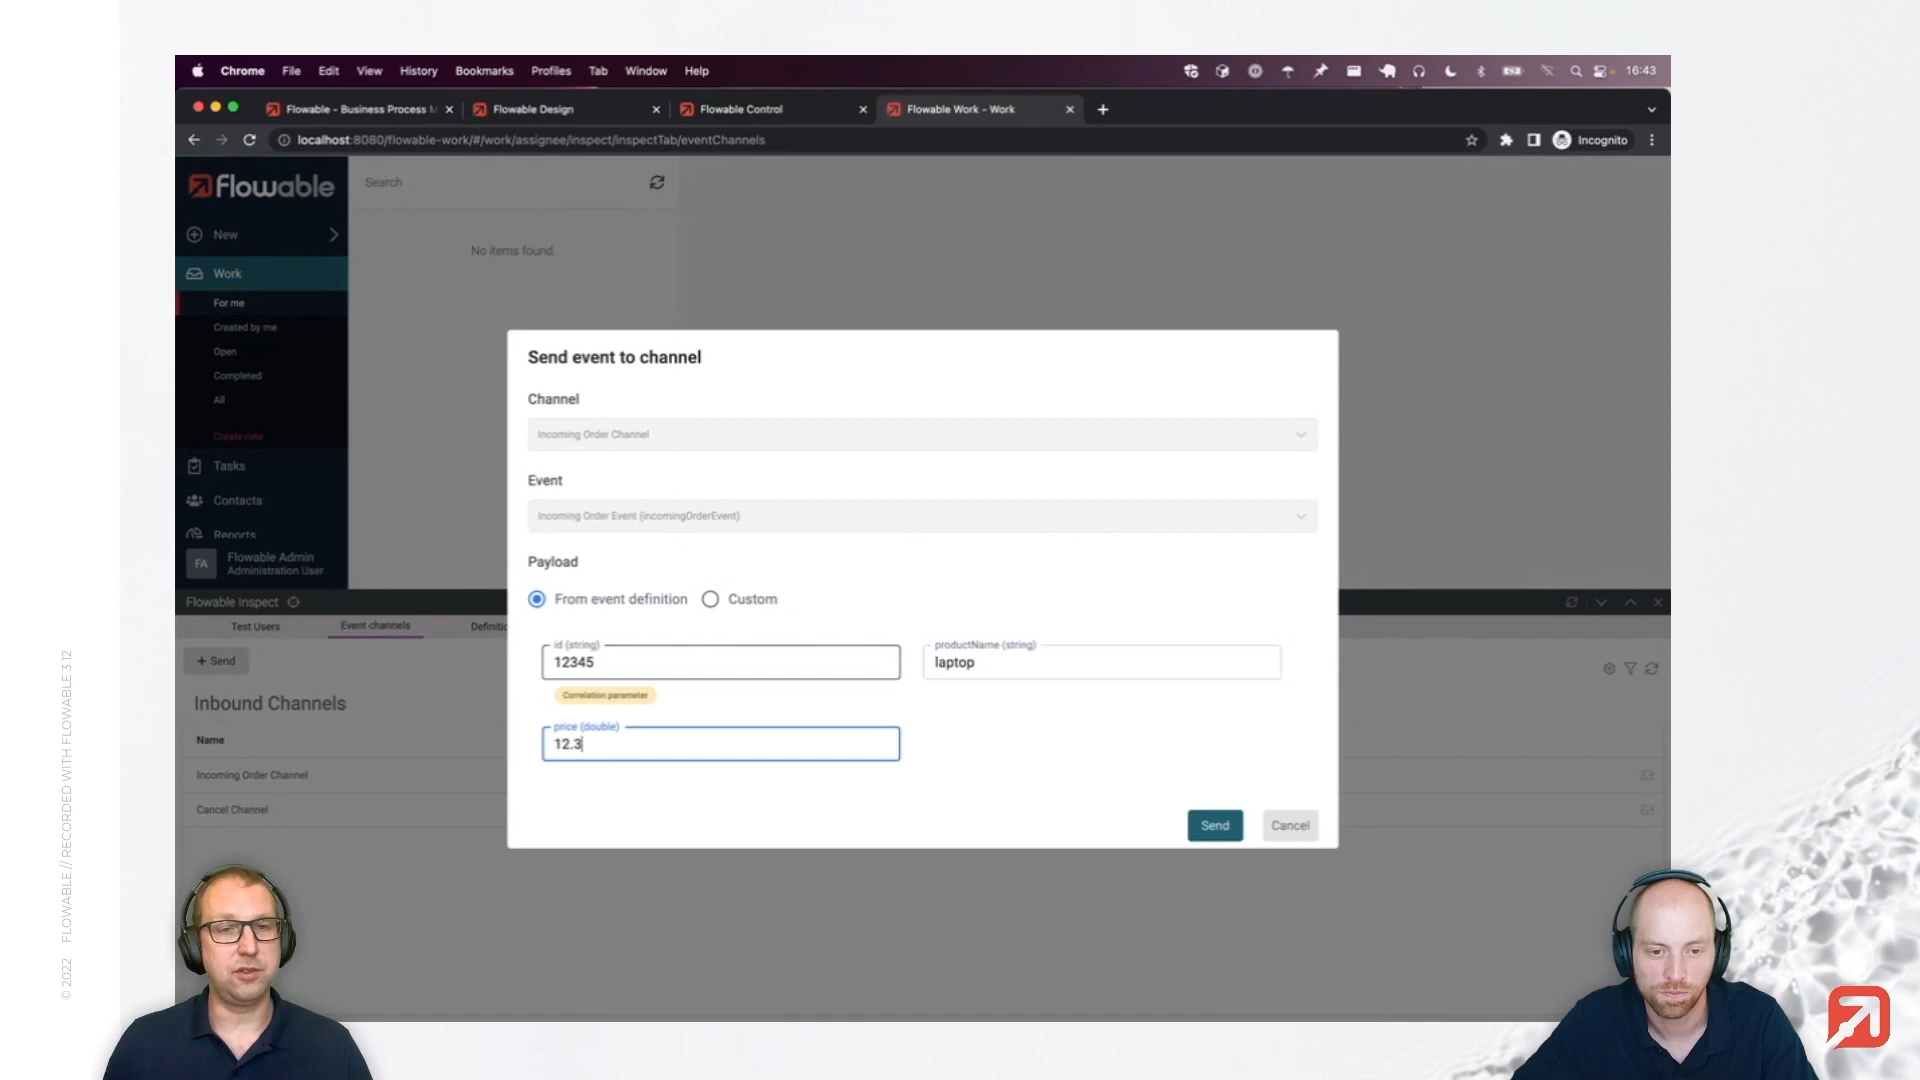 Chrome File Edit View History Bookmarks Profiles Tab Window Help 16:43
Flowable - Business Process M
Flowable Design
Flowable Control
Flowable Work - Work
localhost:8080/flowable-work/#/work/assignee/inspect/inspectTab/eventChannels
Incognito
flowable
Search
New
No items found.
Work
For me
Created by me
Open
Completed
All
Create new
Tasks
Contacts
Reports
FA
Flowable Admin
Administration User
Send event to channel
Channel
Incoming Order Channel
Event
Incoming Order Event (incomingOrderEvent)
Payload
From event definition Custom
id (string)
12345
productName (string)
laptop
Correlation parameter
price (double)
12.3
Send Cancel
Flowable Inspect
Test Users Event channels Definitio
+ Send
Inbound Channels
Name
Incoming Order Channel
Cancel Channel
© 2022 FLOWABLE // RECORDED WITH FLOWABLE 3.12